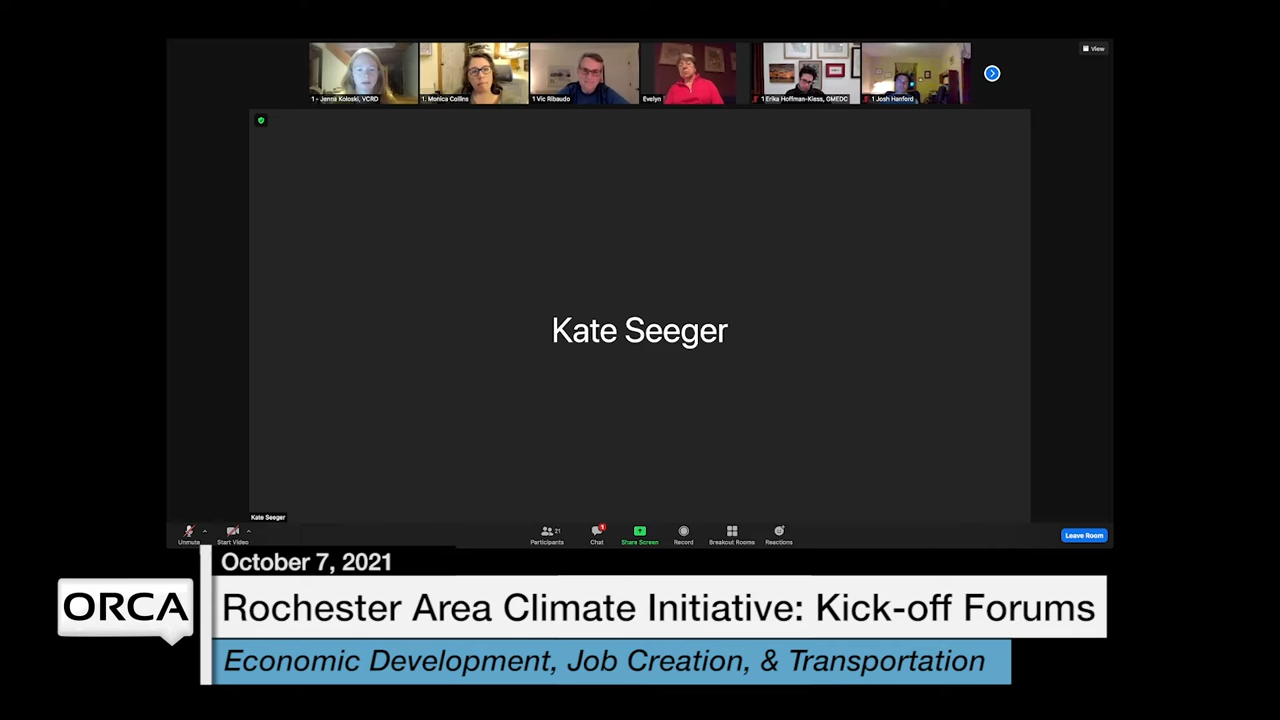 View
1 - Jenna Koloski, VCRD
1. Monica Collins
1 Vic Ribaudo
Evelyn
1 Erika Hoffman-Kiess, GMEDC
1 Josh Hanford
Kate Seeger
Kate Seeger
Unmute
Start Video
Participants
21
Chat
1
Share Screen
Record
Breakout Rooms
Reactions
Leave Room
October 7, 2021
ORCA
Rochester Area Climate Initiative: Kick-off Forums
Economic Development, Job Creation, & Transportation